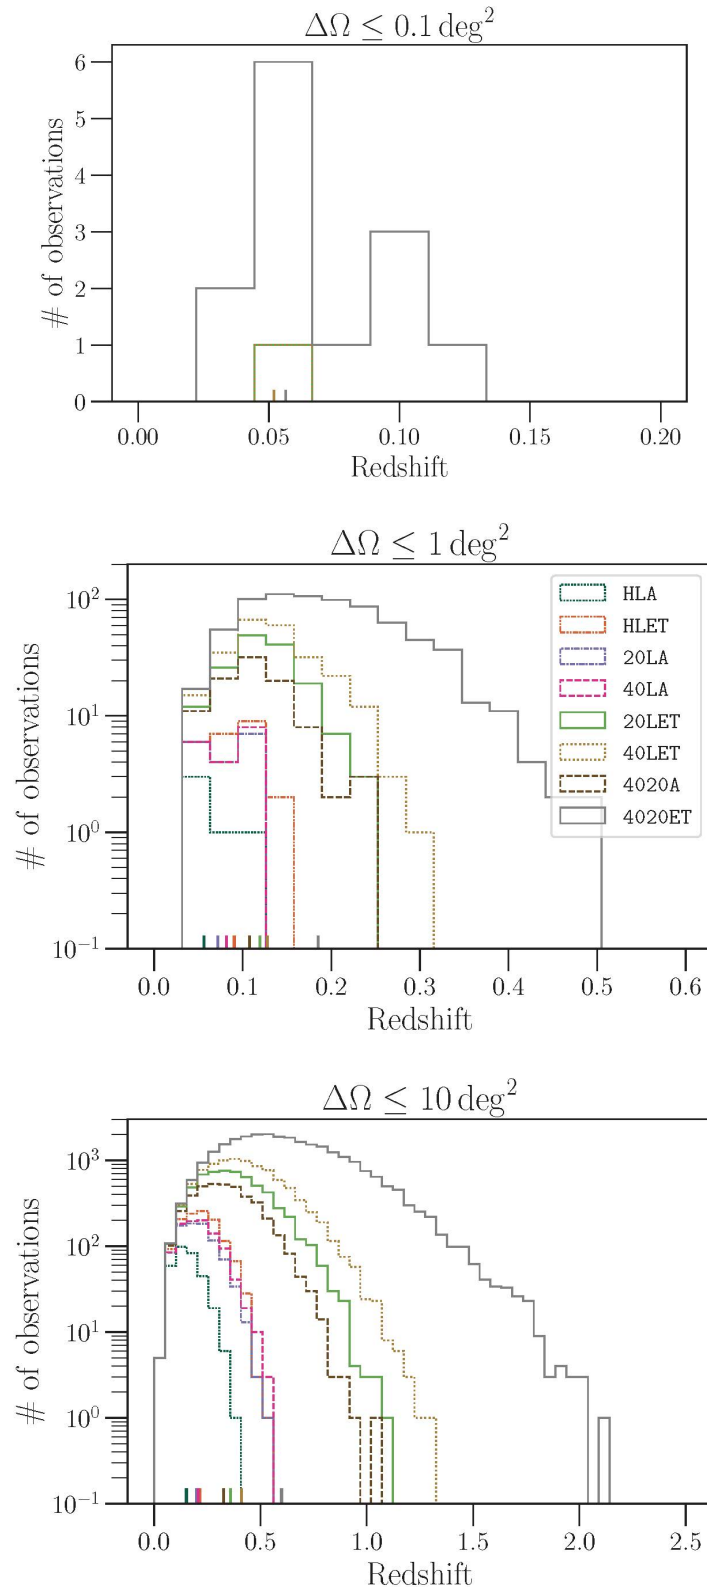 ΔΩ ≤ 0.1 deg²
6
5
4
3
2
1
0
# of observations
0.00 0.05 0.10 0.15 0.20
Redshift
ΔΩ ≤ 1 deg²
10²
10¹
10⁰
10⁻¹
# of observations
HLA
HLET
20LA
40LA
20LET
40LET
4020A
4020ET
0.0 0.1 0.2 0.3 0.4 0.5 0.6
Redshift
ΔΩ ≤ 10 deg²
10³
10²
10¹
10⁰
10⁻¹
# of observations
0.0 0.5 1.0 1.5 2.0 2.5
Redshift